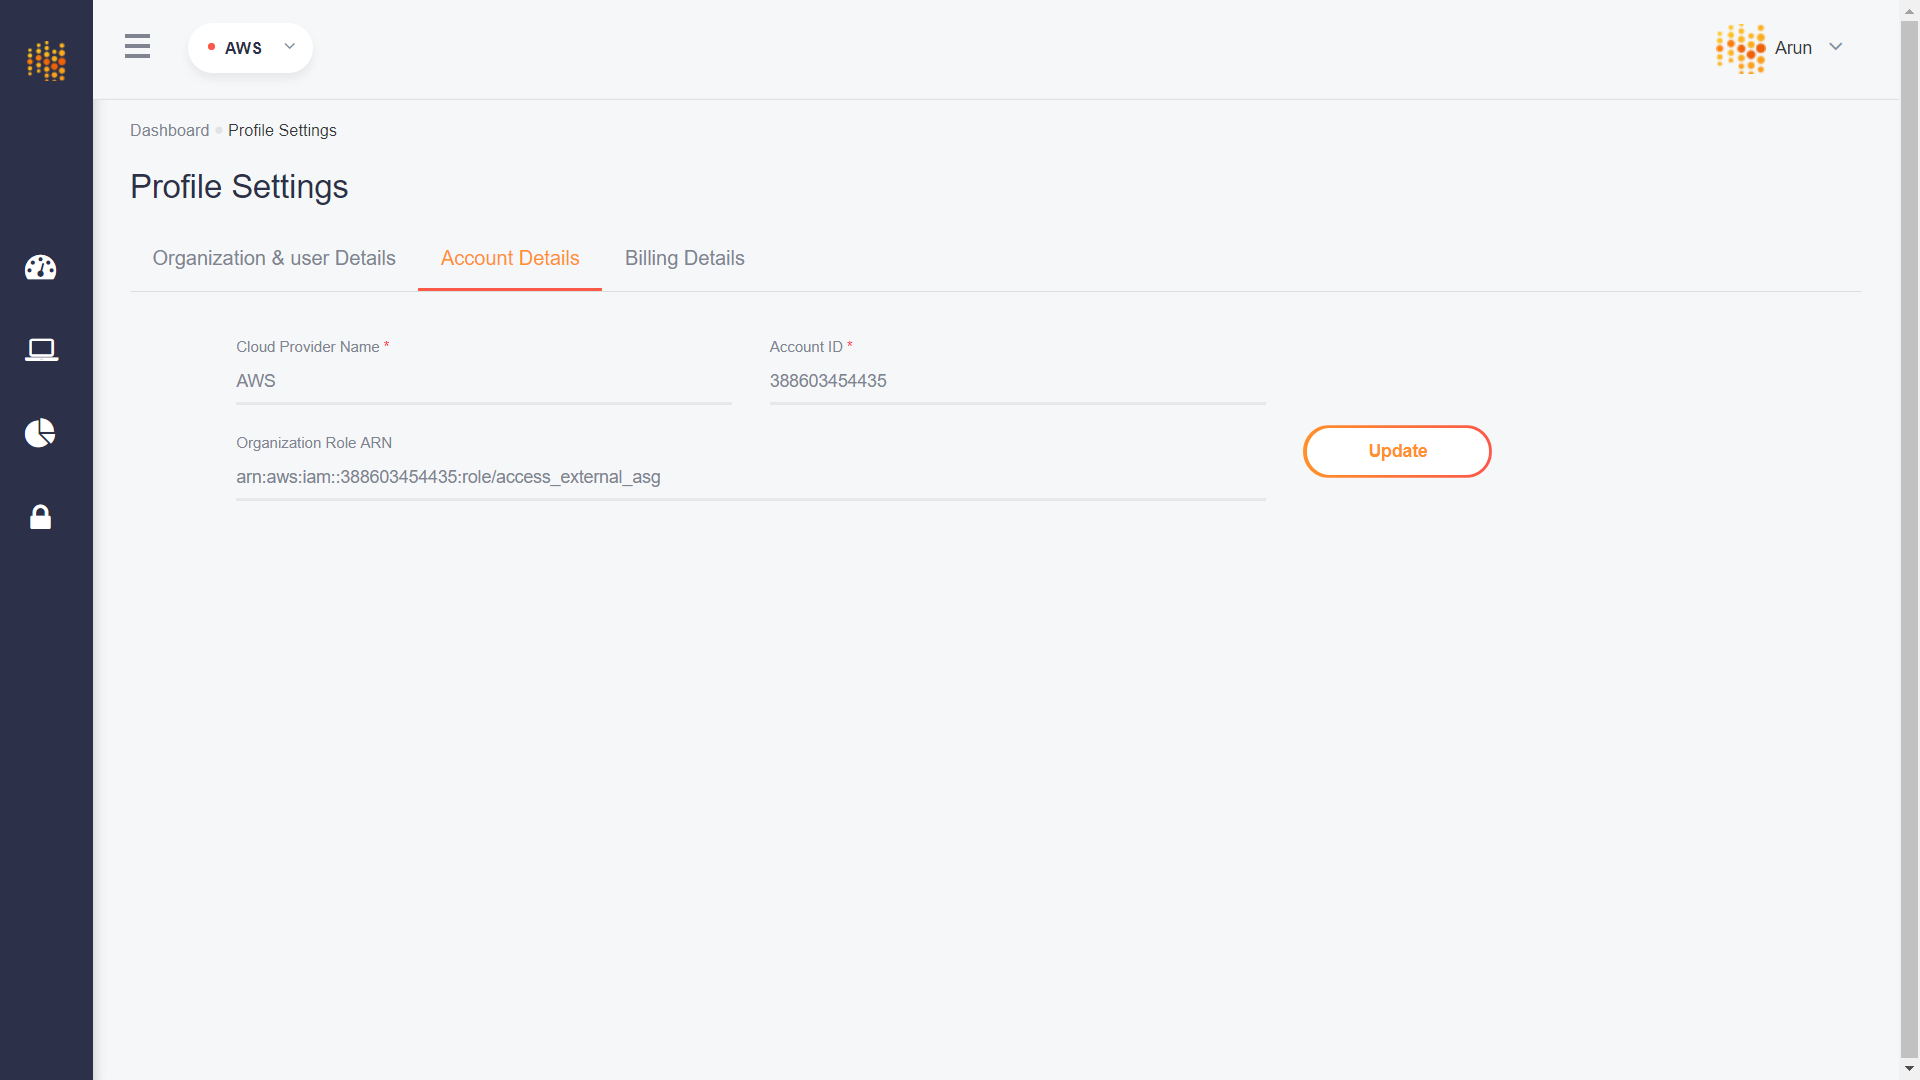 AWS
Arun
Dashboard Profile Settings
Profile Settings
Organization & user Details Account Details Billing Details
Cloud Provider Name * Account ID *
AWS 388603454435
Organization Role ARN
arn:aws:iam::388603454435:role/access_external_asg
Update